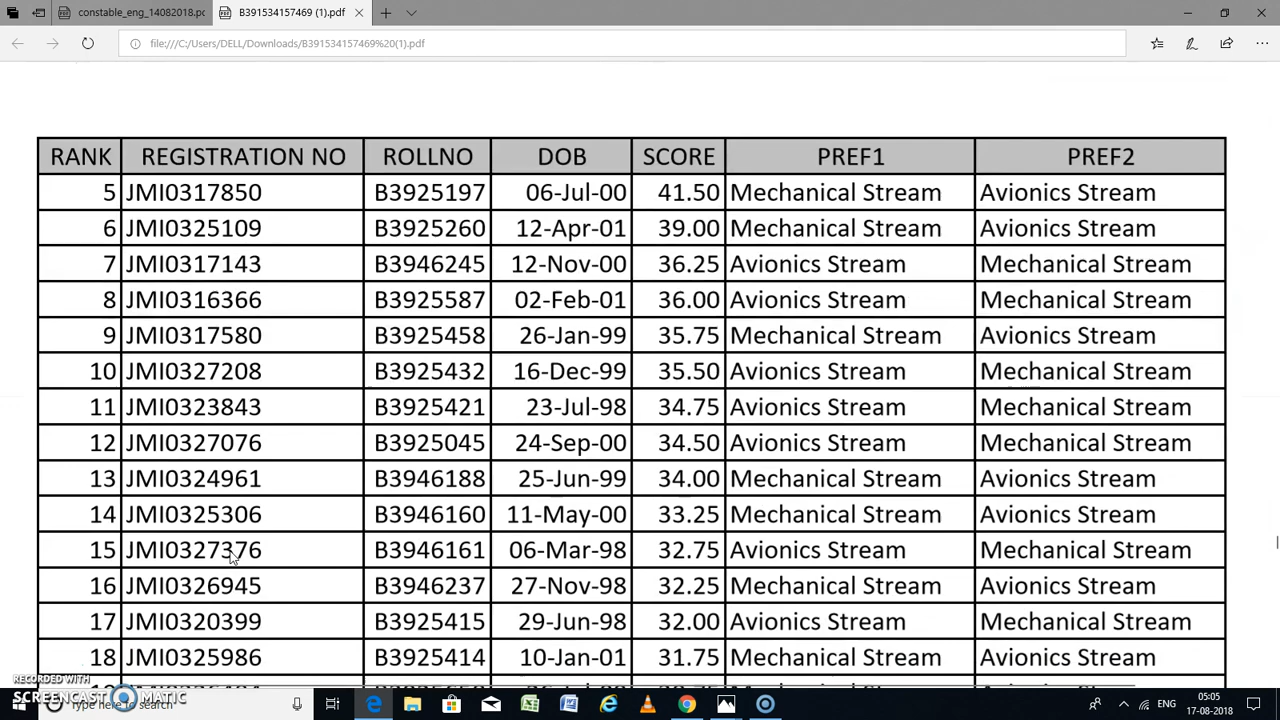 constable_eng_14082018.pc
B391534157469 (1).pdf
file:///C:/Users/DELL/Downloads/B391534157469%20(1).pdf
RANK REGISTRATION NO ROLLNO DOB SCORE PREF1 PREF2
5 JMI0317850 B3925197 06-Jul-00 41.50 Mechanical Stream Avionics Stream
6 JMI0325109 B3925260 12-Apr-01 39.00 Mechanical Stream Avionics Stream
7 JMI0317143 B3946245 12-Nov-00 36.25 Avionics Stream Mechanical Stream
8 JMI0316366 B3925587 02-Feb-01 36.00 Avionics Stream Mechanical Stream
9 JMI0317580 B3925458 26-Jan-99 35.75 Mechanical Stream Avionics Stream
10 JMI0327208 B3925432 16-Dec-99 35.50 Avionics Stream Mechanical Stream
11 JMI0323843 B3925421 23-Jul-98 34.75 Avionics Stream Mechanical Stream
12 JMI0327076 B3925045 24-Sep-00 34.50 Avionics Stream Mechanical Stream
13 JMI0324961 B3946188 25-Jun-99 34.00 Mechanical Stream Avionics Stream
14 JMI0325306 B3946160 11-May-00 33.25 Mechanical Stream Avionics Stream
15 JMI0327376 B3946161 06-Mar-98 32.75 Avionics Stream Mechanical Stream
16 JMI0326945 B3946237 27-Nov-98 32.25 Mechanical Stream Avionics Stream
17 JMI0320399 B3925415 29-Jun-98 32.00 Avionics Stream Mechanical Stream
18 JMI0325986 B3925414 10-Jan-01 31.75 Mechanical Stream Avionics Stream
RECORDED WITH
SCREENCAST MATIC
Type here to search
ENG
05:05
17-08-2018